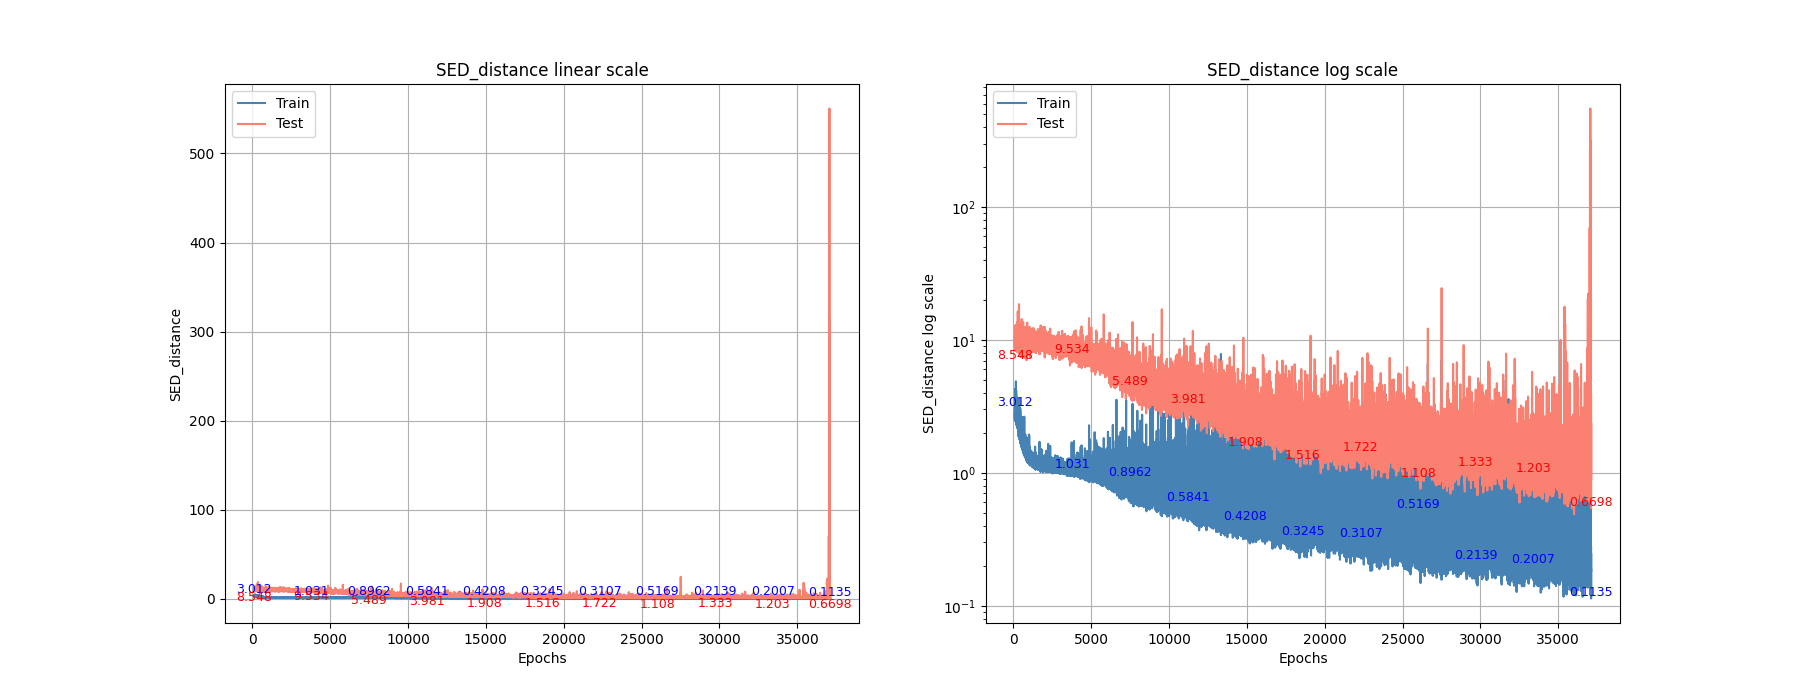 SED_distance linear scale
Train
Test
500
400
300
200
100
0
SED_distance
3.012 1.031 0.8962 0.5841 0.4208 0.3245 0.3107 0.5169 0.2139 0.2007 0.1135
8.548 9.534 5.489 3.981 1.908 1.516 1.722 1.108 1.333 1.203 0.6698
0 5000 10000 15000 20000 25000 30000 35000
Epochs
SED_distance log scale
Train
Test
10²
10¹
10⁰
10⁻¹
SED_distance log scale
8.548 9.534 5.489 3.981 1.908 1.516 1.722 1.108 1.333 1.203 0.6698
3.012 1.031 0.8962 0.5841 0.4208 0.3245 0.3107 0.5169 0.2139 0.2007 0.1135
0 5000 10000 15000 20000 25000 30000 35000
Epochs